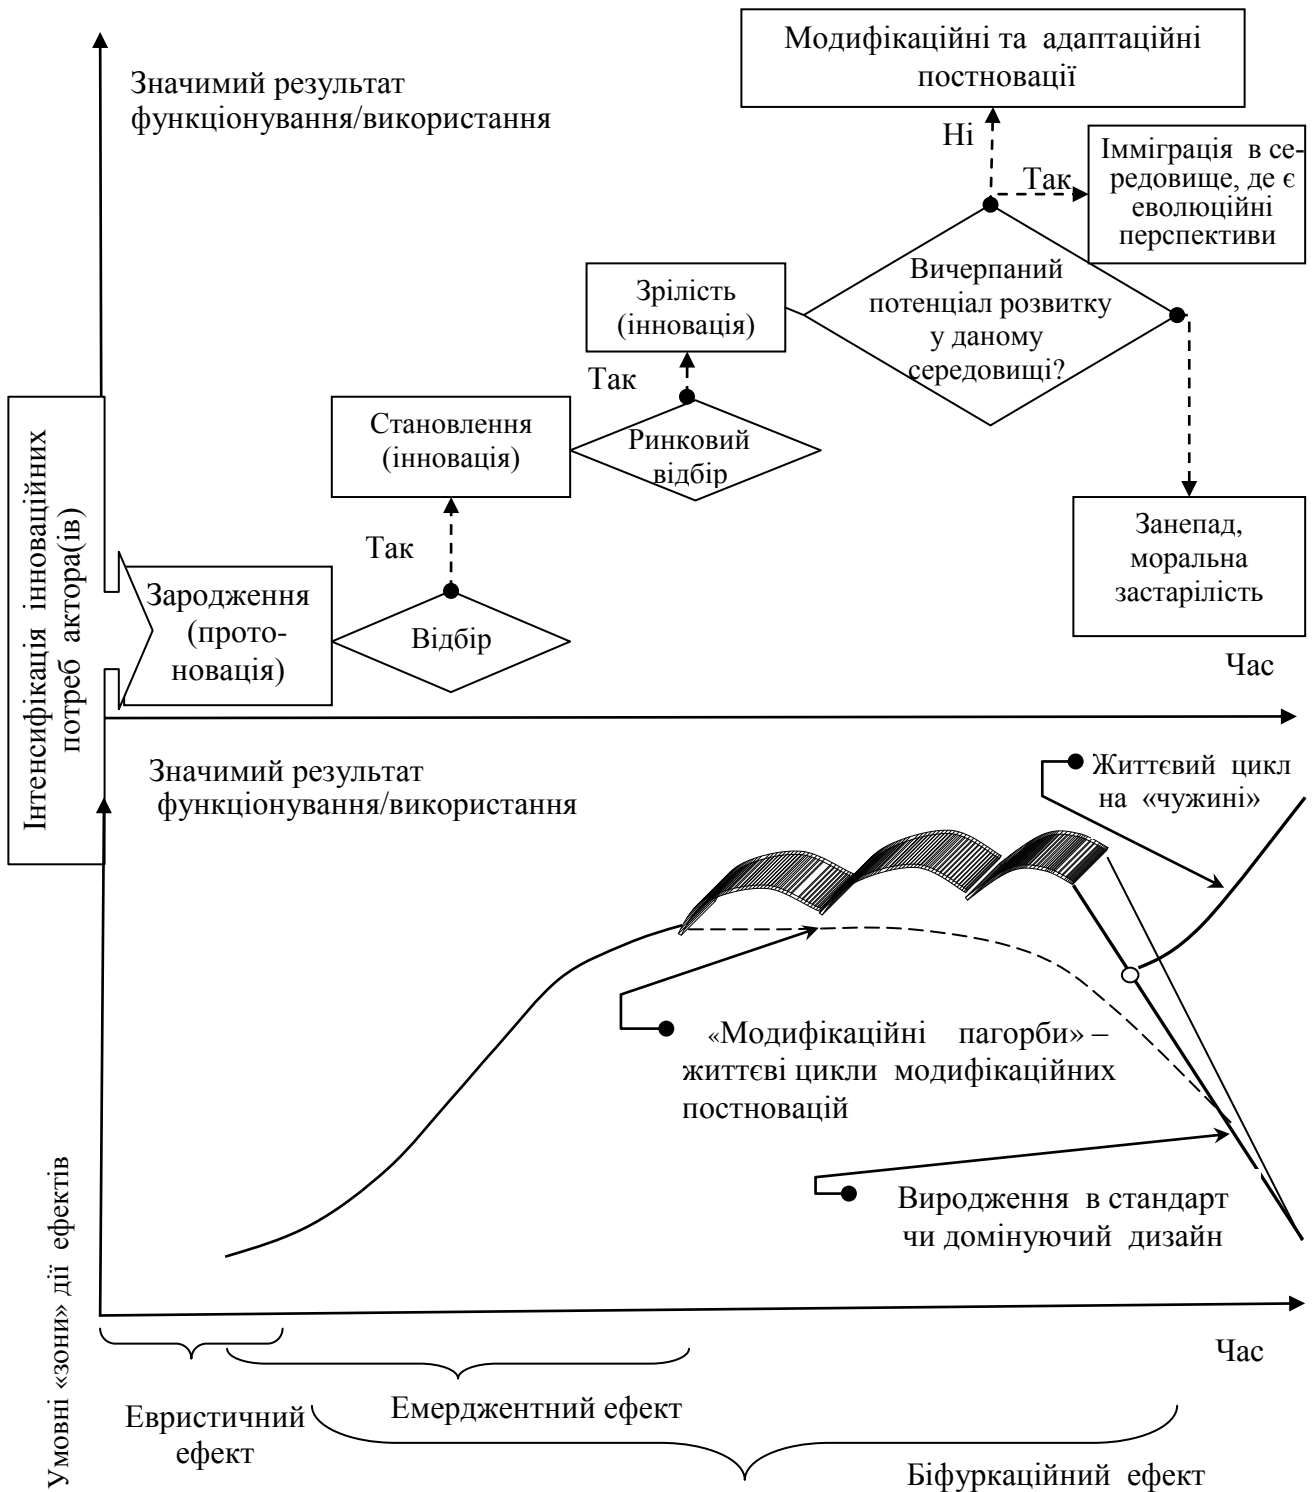 Модифікаційні та адаптаційні
постновації
Значимий результат
функціонування/використання
Ні
Так
Імміграція в се-
редовище, де є
еволюційні
перспективи
Вичерпаний
потенціал розвитку
у даному
середовищі?
Зрілість
(інновація)
Так
Становлення
(інновація)
Ринковий
відбір
Інтенсифікація інноваційних
потреб актора(ів)
Так
Занепад,
моральна
застарілість
Зародження
(прото-
новація)
Відбір
Час
Значимий результат
функціонування/використання
Життєвий цикл
на «чужині»
«Модифікаційні пагорби» –
життєві цикли модифікаційних
постновацій
Виродження в стандарт
чи домінуючий дизайн
Умовні «зони» дії ефектів
Час
Евристичний
ефект
Емерджентний ефект
Біфуркаційний ефект